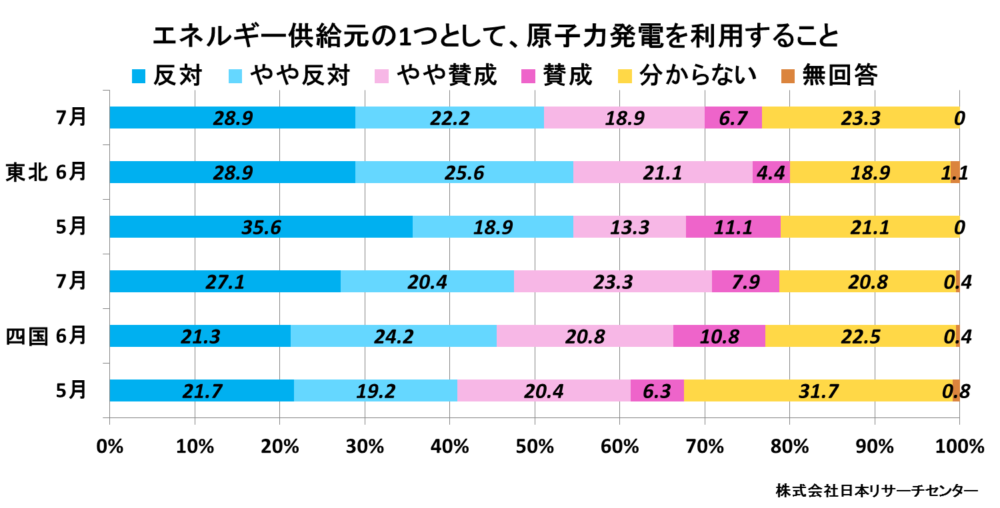 エネルギー供給元の1つとして、原子力発電を利用すること
反対 やや反対 やや賛成 賛成 分からない 無回答
7月 28.9 22.2 18.9 6.7 23.3 0
東北 6月 28.9 25.6 21.1 4.4 18.9 1.1
5月 35.6 18.9 13.3 11.1 21.1 0
7月 27.1 20.4 23.3 7.9 20.8 0.4
四国 6月 21.3 24.2 20.8 10.8 22.5 0.4
5月 21.7 19.2 20.4 6.3 31.7 0.8
0% 10% 20% 30% 40% 50% 60% 70% 80% 90% 100%
株式会社日本リサーチセンター